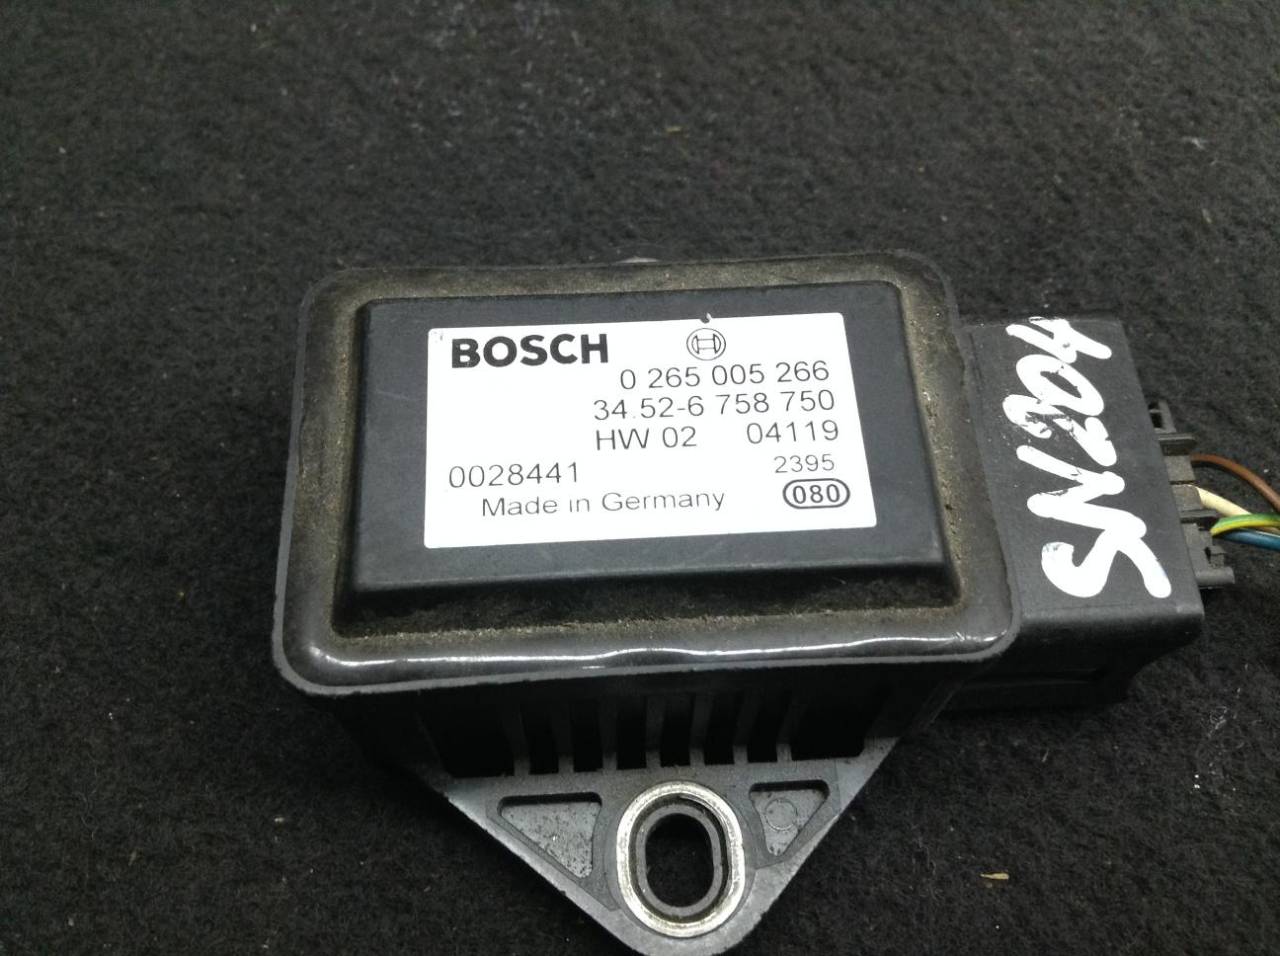 BOSCH
0 265 005 266
34.52-6 758 750
HW 02 04119
0028441 2395
Made in Germany 080
SN204